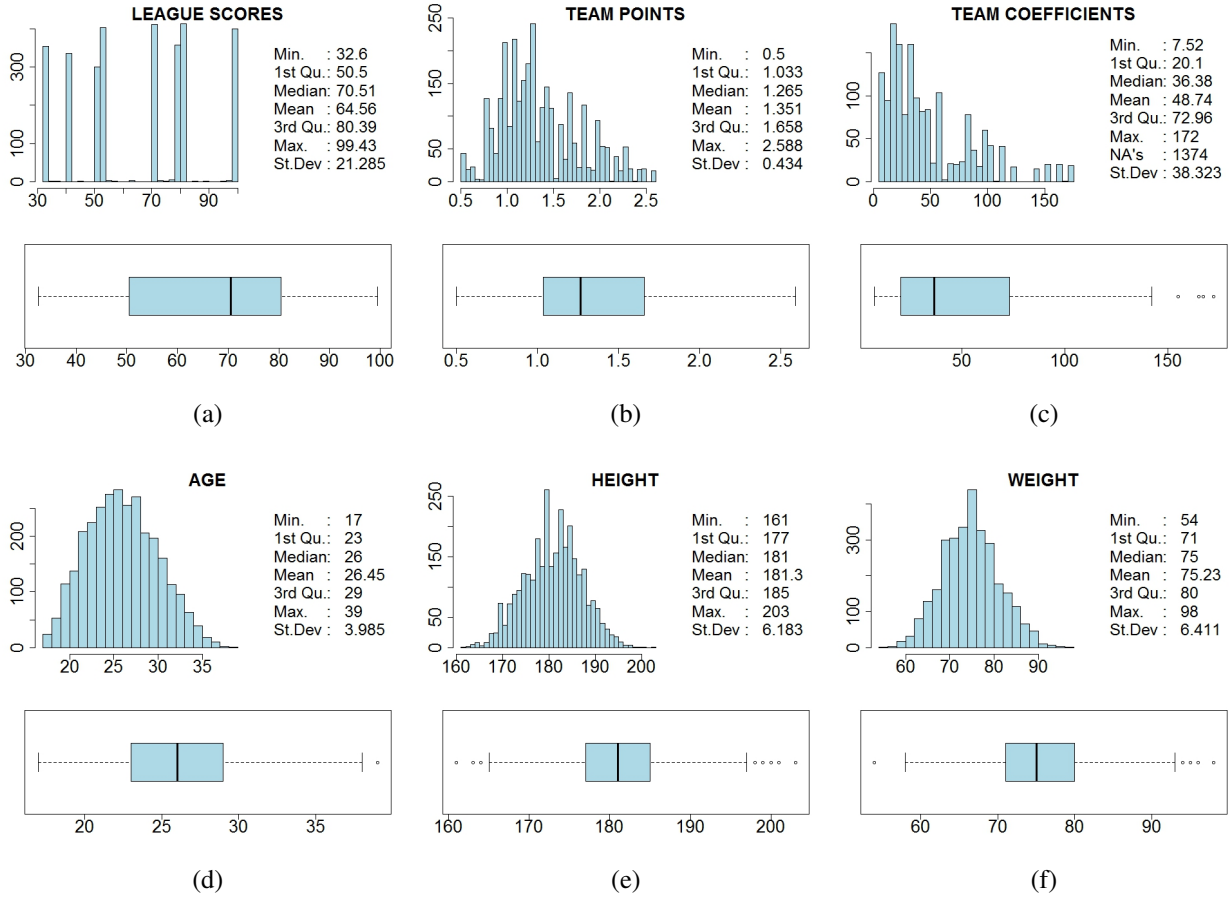 LEAGUE SCORES
0 100 300
30 50 70 90
Min. : 32.6
1st Qu.: 50.5
Median: 70.51
Mean : 64.56
3rd Qu.: 80.39
Max. : 99.43
St.Dev : 21.285
30 40 50 60 70 80 90 100
(a)
TEAM POINTS
0 50 150 250
0.5 1.0 1.5 2.0 2.5
Min. : 0.5
1st Qu.: 1.033
Median: 1.265
Mean : 1.351
3rd Qu.: 1.658
Max. : 2.588
St.Dev : 0.434
0.5 1.0 1.5 2.0 2.5
(b)
TEAM COEFFICIENTS
0 50 100
0 50 100 150
Min. : 7.52
1st Qu.: 20.1
Median: 36.38
Mean : 48.74
3rd Qu.: 72.96
Max. : 172
NA's : 1374
St.Dev : 38.323
50 100 150
(c)
AGE
0 100 200
20 25 30 35
Min. : 17
1st Qu.: 23
Median: 26
Mean : 26.45
3rd Qu.: 29
Max. : 39
St.Dev : 3.985
20 25 30 35
(d)
HEIGHT
0 50 150 250
160 170 180 190 200
Min. : 161
1st Qu.: 177
Median: 181
Mean : 181.3
3rd Qu.: 185
Max. : 203
St.Dev : 6.183
160 170 180 190 200
(e)
WEIGHT
0 100 300
60 70 80 90
Min. : 54
1st Qu.: 71
Median: 75
Mean : 75.23
3rd Qu.: 80
Max. : 98
St.Dev : 6.411
60 70 80 90
(f)